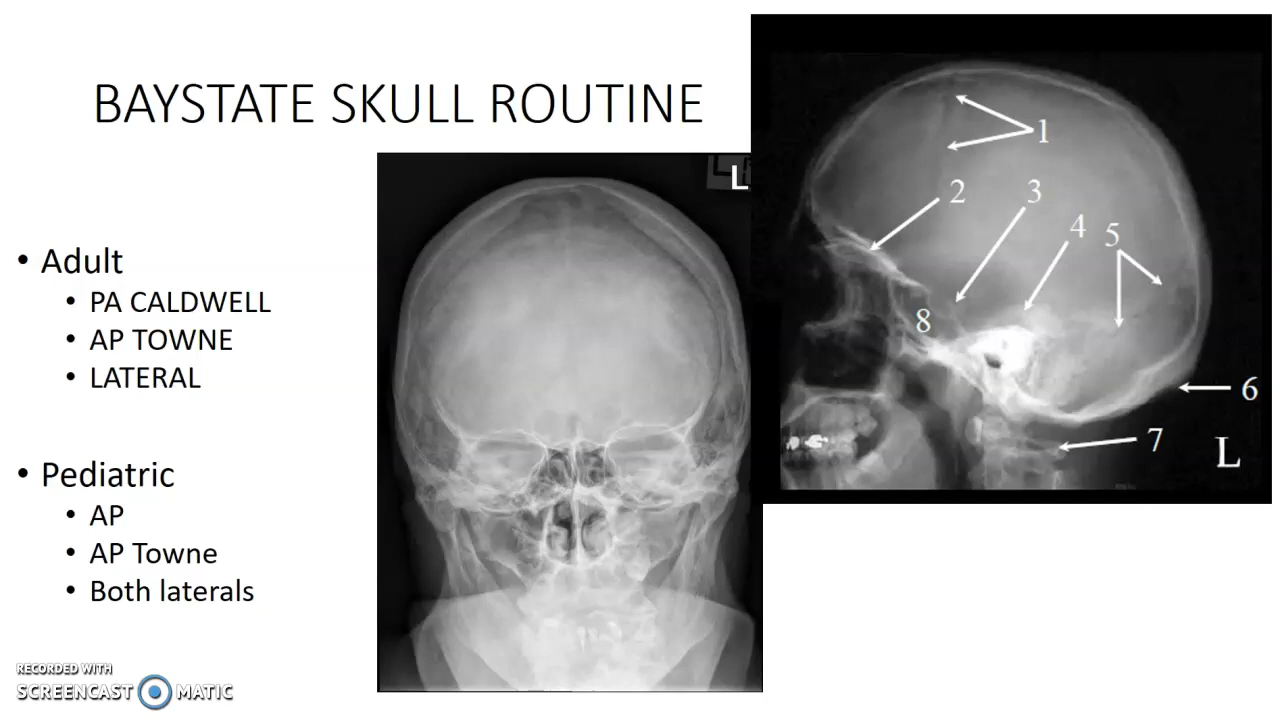 BAYSTATE SKULL ROUTINE
• Adult
• PA CALDWELL
• AP TOWNE
• LATERAL
• Pediatric
• AP
• AP Towne
• Both laterals
L
1
2
3
4
5
8
6
7
L
RECORDED WITH
SCREENCAST MATIC